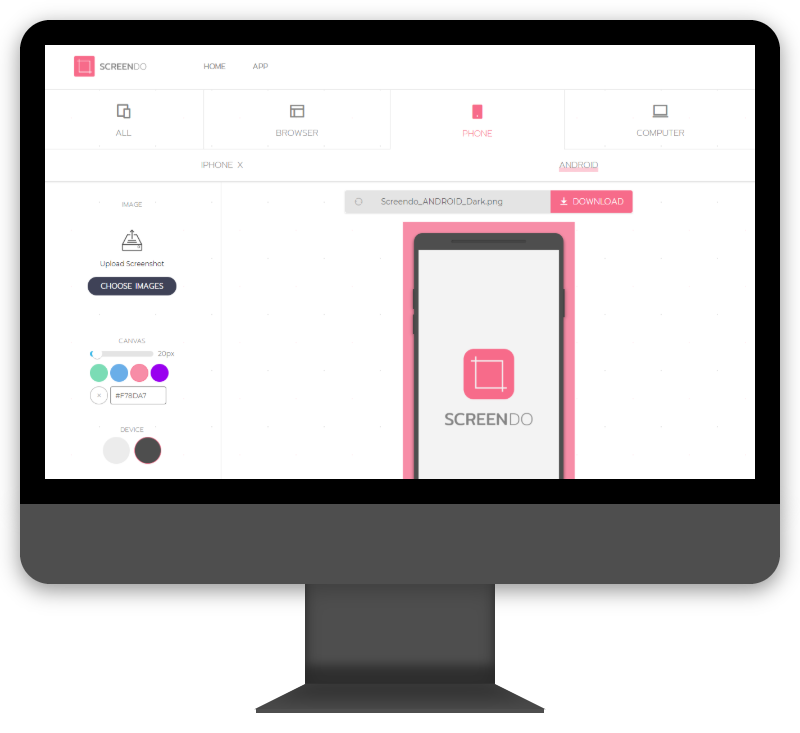 SCREENDO
HOME
APP
ALL
BROWSER
PHONE
COMPUTER
IPHONE X
ANDROID
IMAGE
Upload Screenshot
CHOOSE IMAGES
CANVAS
20px
#F78DA7
DEVICE
Screendo_ANDROID_Dark.png
DOWNLOAD
SCREENDO